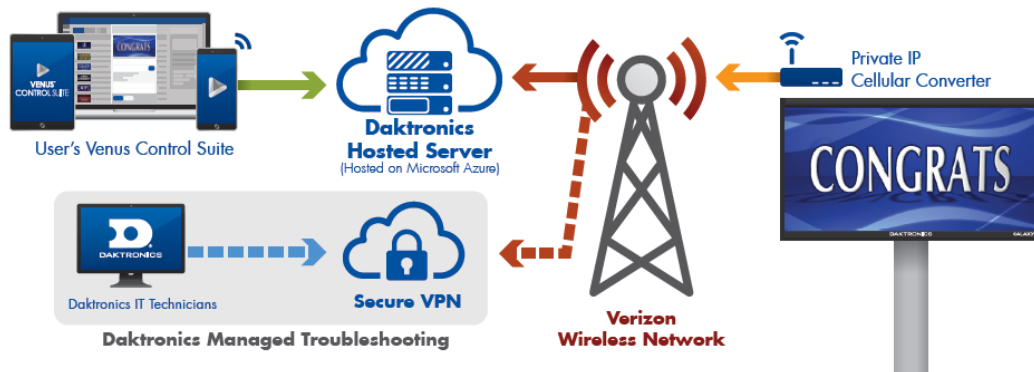 CONGRATS
VENUS®
CONTROL SUITE
User's Venus Control Suite
Daktronics
Hosted Server
(Hosted on Microsoft Azure)
Private IP
Cellular Converter
CONGRATS
DAKTRONICS
GALAXY
DAKTRONICS
Daktronics IT Technicians
Secure VPN
Daktronics Managed Troubleshooting
Verizon
Wireless Network